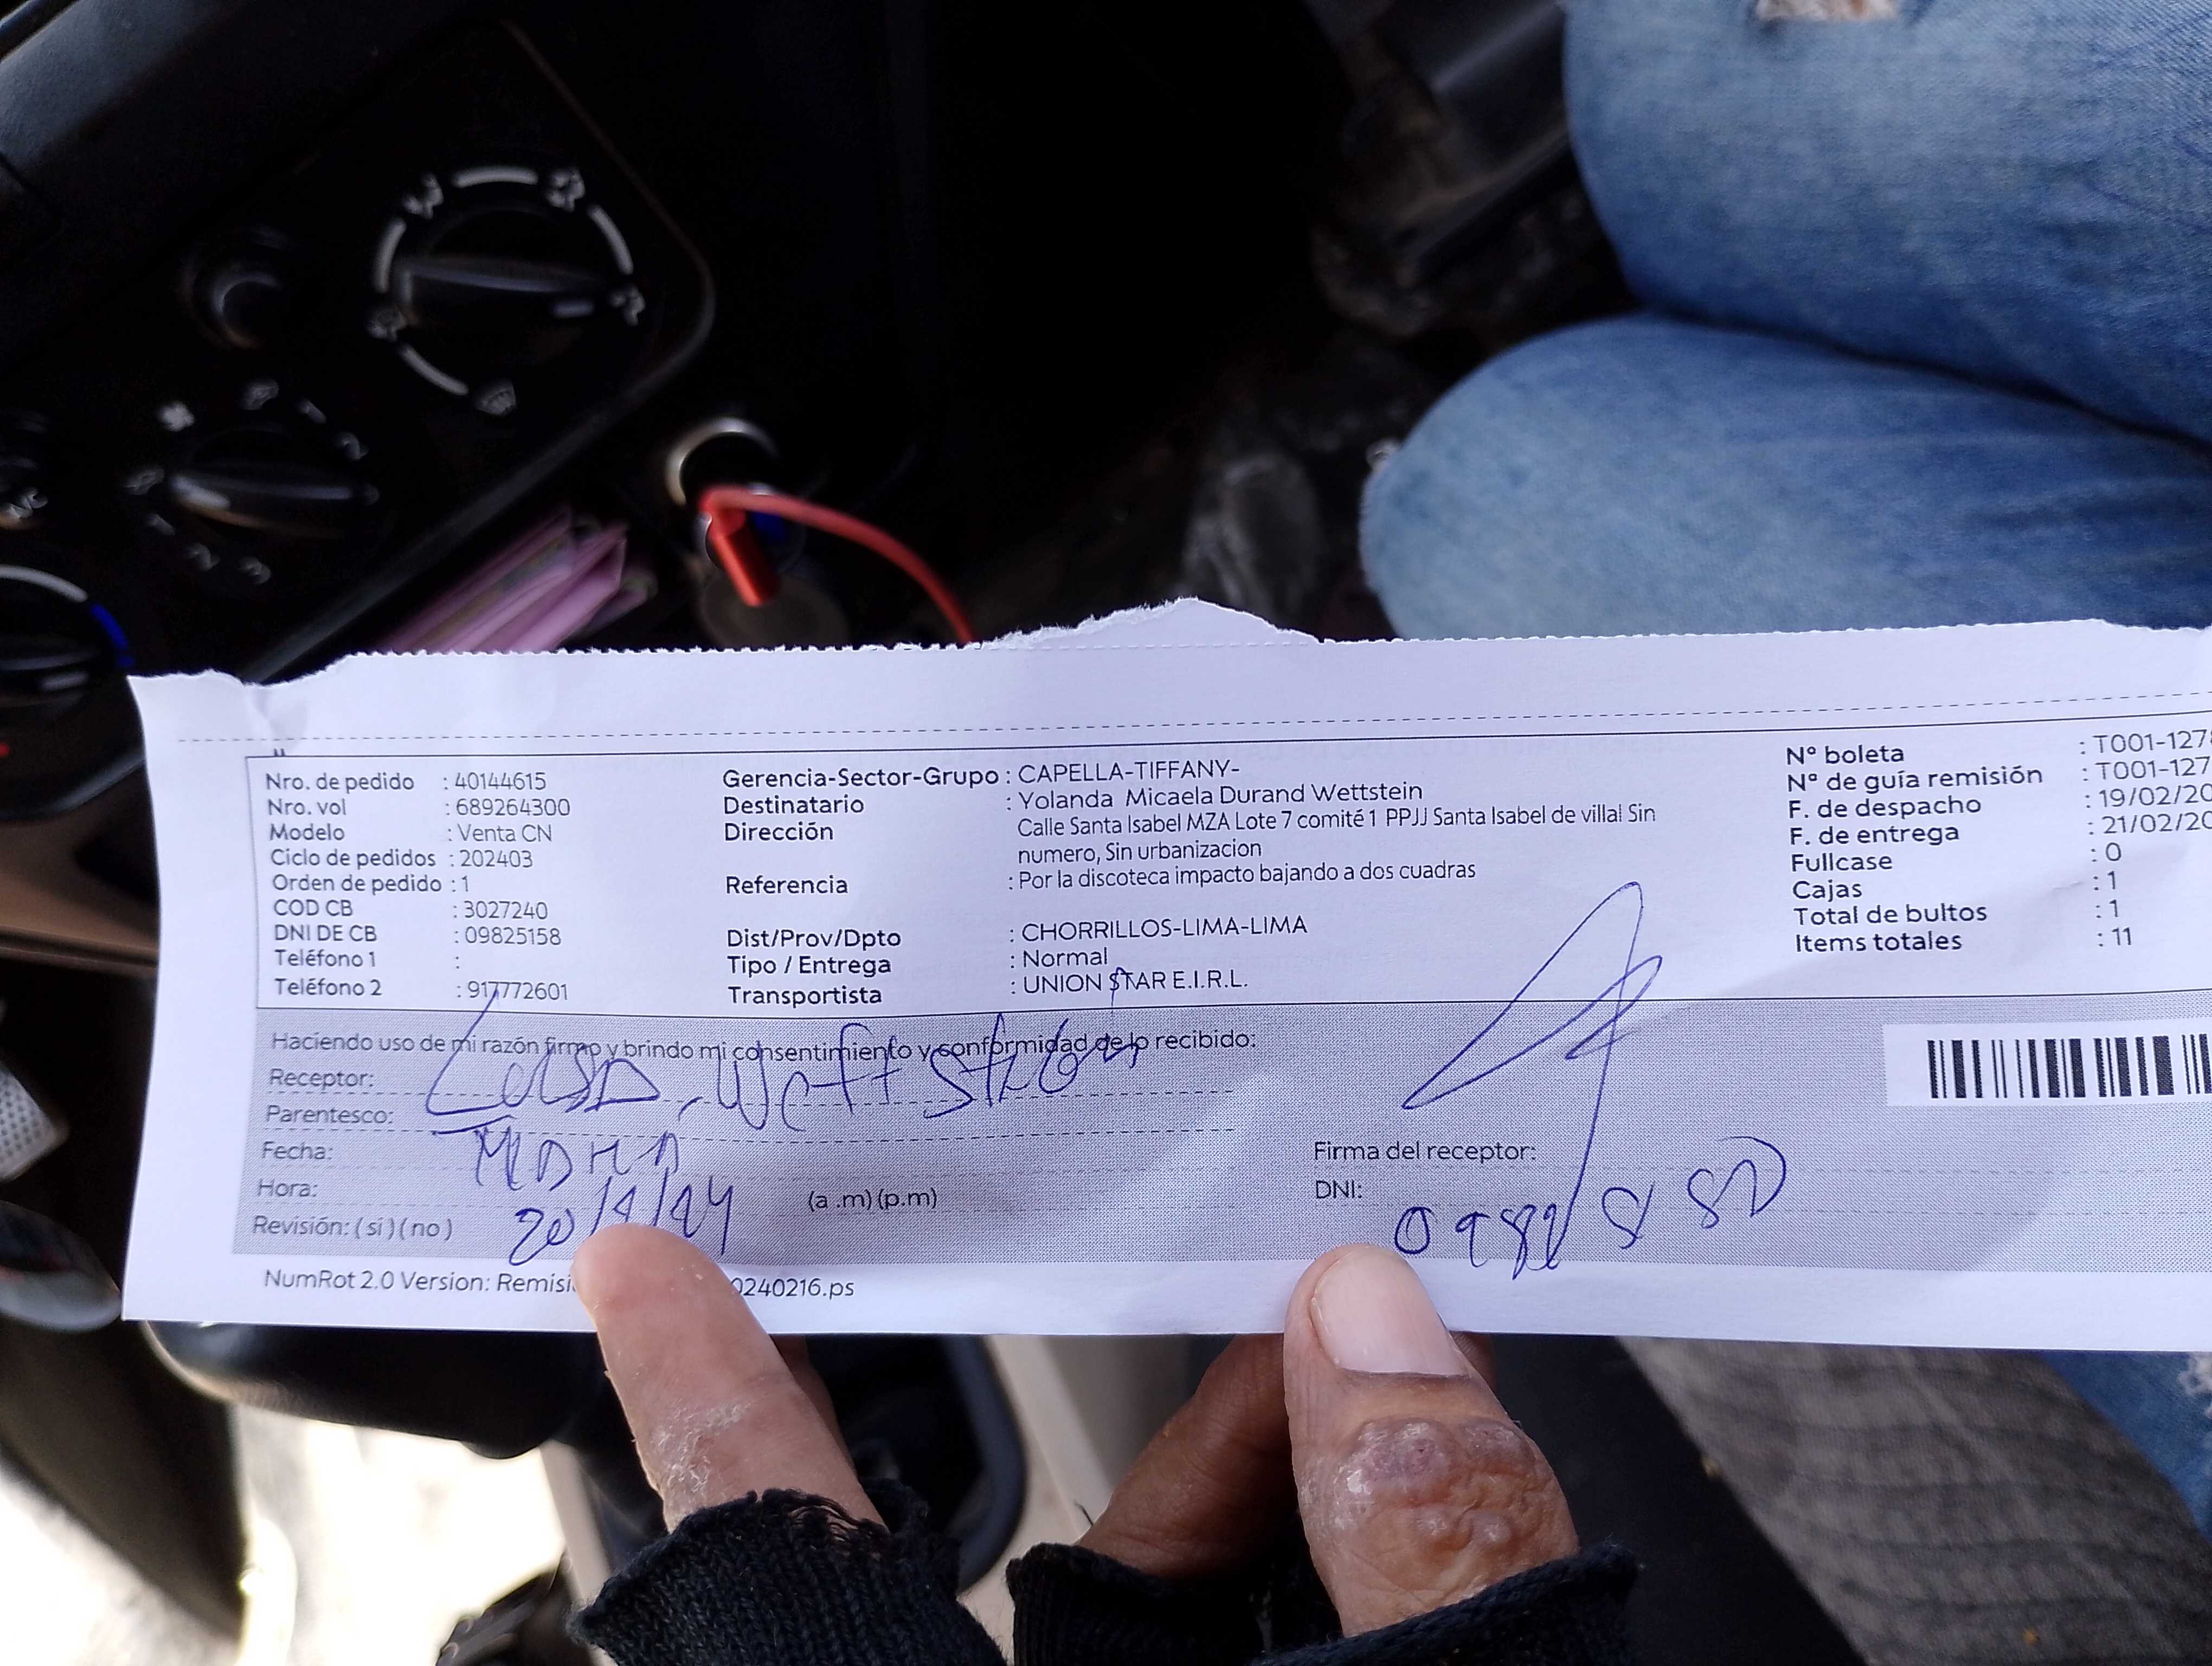 Nro. de pedido : 40144615
Nro. vol : 689264300
Modelo : Venta CN
Ciclo de pedidos : 202403
Orden de pedido : 1
COD CB : 3027240
DNI DE CB : 09825158
Teléfono 1 :
Teléfono 2 : 917772601
Gerencia-Sector-Grupo : CAPELLA-TIFFANY-
Destinatario : Yolanda Micaela Durand Wettstein
Dirección : Calle Santa Isabel MZA Lote 7 comité 1 PPJJ Santa Isabel de villal Sin
numero, Sin urbanizacion
Referencia : Por la discoteca impacto bajando a dos cuadras
Dist/Prov/Dpto : CHORRILLOS-LIMA-LIMA
Tipo / Entrega : Normal
Transportista : UNION STAR E.I.R.L.
Nº boleta : T001-127
Nº de guía remisión : T001-127
F. de despacho : 19/02/20
F. de entrega : 21/02/20
Fullcase : 0
Cajas : 1
Total de bultos : 1
Items totales : 11
Haciendo uso de mi razón firmo y brindo mi consentimiento y conformidad de lo recibido:
Receptor:
Parentesco:
Fecha:
Hora: (a .m) (p.m)
Revisión: (si) (no)
Firma del receptor:
DNI:
NumRot 2.0 Version: Remisi 0240216.ps